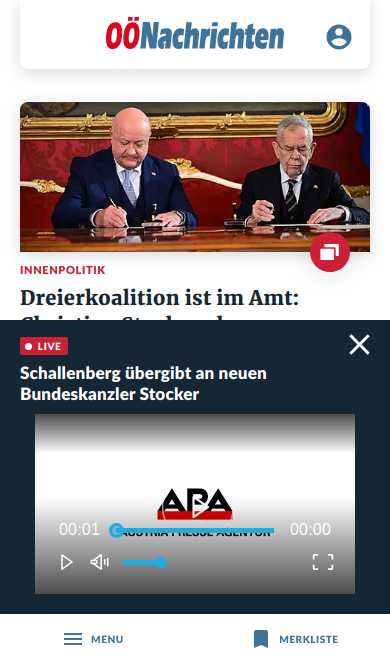 OÖNachrichten
INNENPOLITIK
Dreierkoalition ist im Amt:
LIVE
Schallenberg übergibt an neuen
Bundeskanzler Stocker
APA
00:01
00:00
AUSTRIA PRESSE AGENTUR
MENU
MERKLISTE